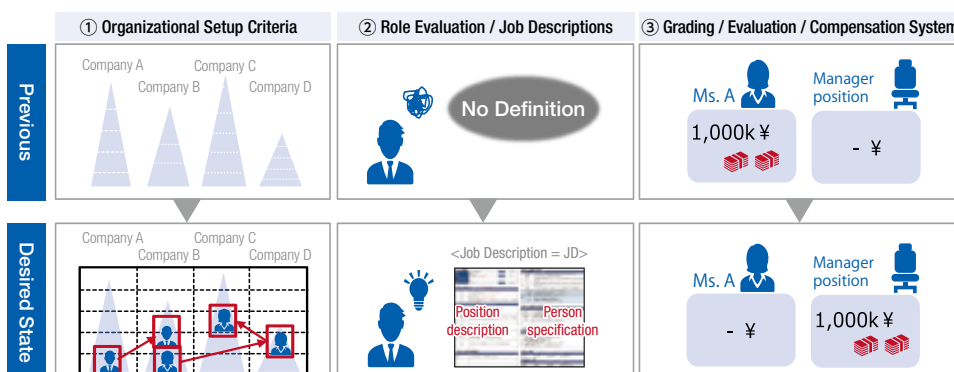 ① Organizational Setup Criteria
② Role Evaluation / Job Descriptions
③ Grading / Evaluation / Compensation System
Previous
Company A
Company B
Company C
Company D
No Definition
Ms. A
1,000k ¥
Manager
position
- ¥
Desired State
Company A
Company B
Company C
Company D
<Job Description = JD>
Position
description
Person
specification
Ms. A
- ¥
Manager
position
1,000k ¥